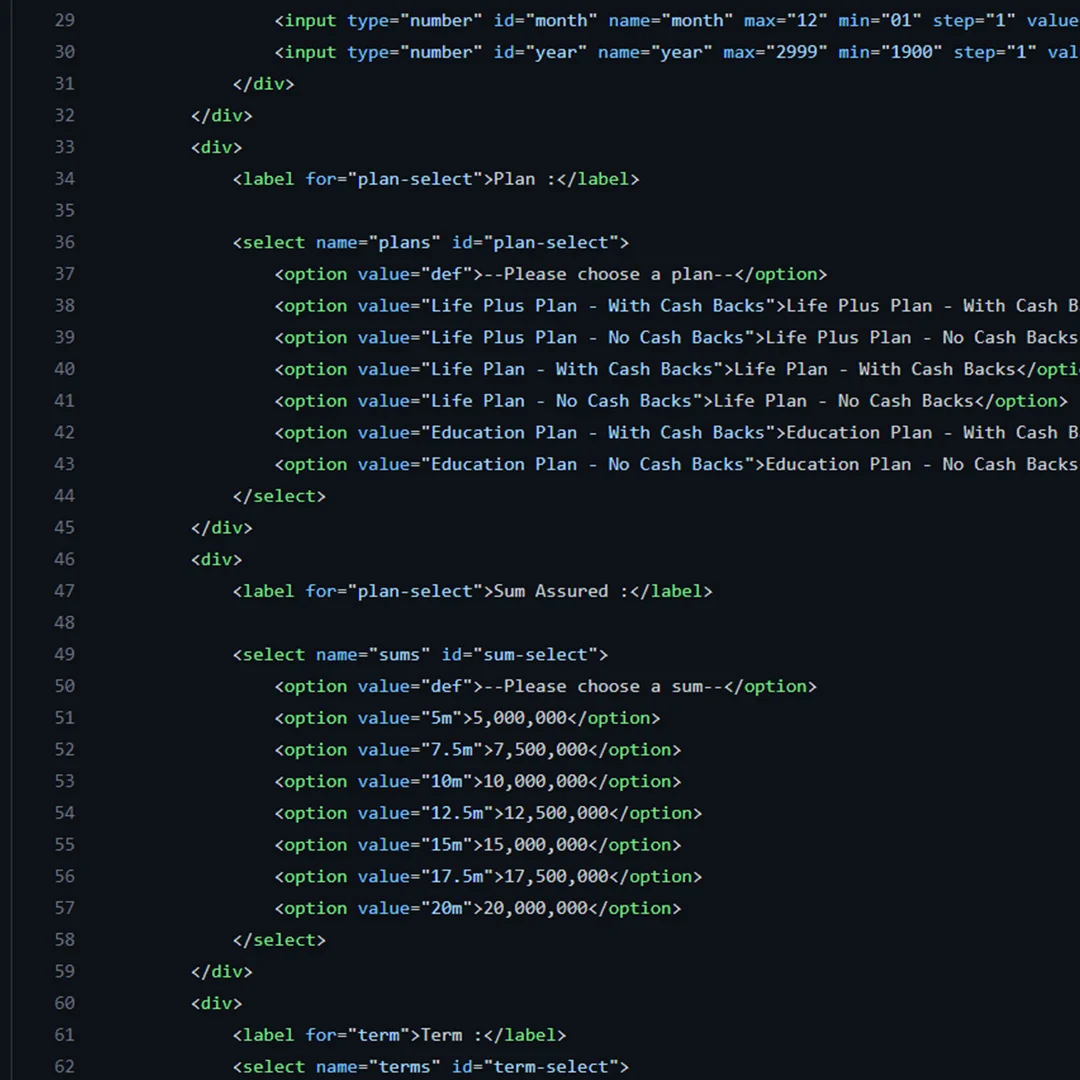 29 <input type="number" id="month" name="month" max="12" min="01" step="1" value
30 <input type="number" id="year" name="year" max="2999" min="1900" step="1" val
31 </div>
32 </div>
33 <div>
34 <label for="plan-select">Plan :</label>
35
36 <select name="plans" id="plan-select">
37 <option value="def">--Please choose a plan--</option>
38 <option value="Life Plus Plan - With Cash Backs">Life Plus Plan - With Cash B
39 <option value="Life Plus Plan - No Cash Backs">Life Plus Plan - No Cash Backs
40 <option value="Life Plan - With Cash Backs">Life Plan - With Cash Backs</opti
41 <option value="Life Plan - No Cash Backs">Life Plan - No Cash Backs</option>
42 <option value="Education Plan - With Cash Backs">Education Plan - With Cash B
43 <option value="Education Plan - No Cash Backs">Education Plan - No Cash Backs
44 </select>
45 </div>
46 <div>
47 <label for="plan-select">Sum Assured :</label>
48
49 <select name="sums" id="sum-select">
50 <option value="def">--Please choose a sum--</option>
51 <option value="5m">5,000,000</option>
52 <option value="7.5m">7,500,000</option>
53 <option value="10m">10,000,000</option>
54 <option value="12.5m">12,500,000</option>
55 <option value="15m">15,000,000</option>
56 <option value="17.5m">17,500,000</option>
57 <option value="20m">20,000,000</option>
58 </select>
59 </div>
60 <div>
61 <label for="term">Term :</label>
62 <select name="terms" id="term-select">